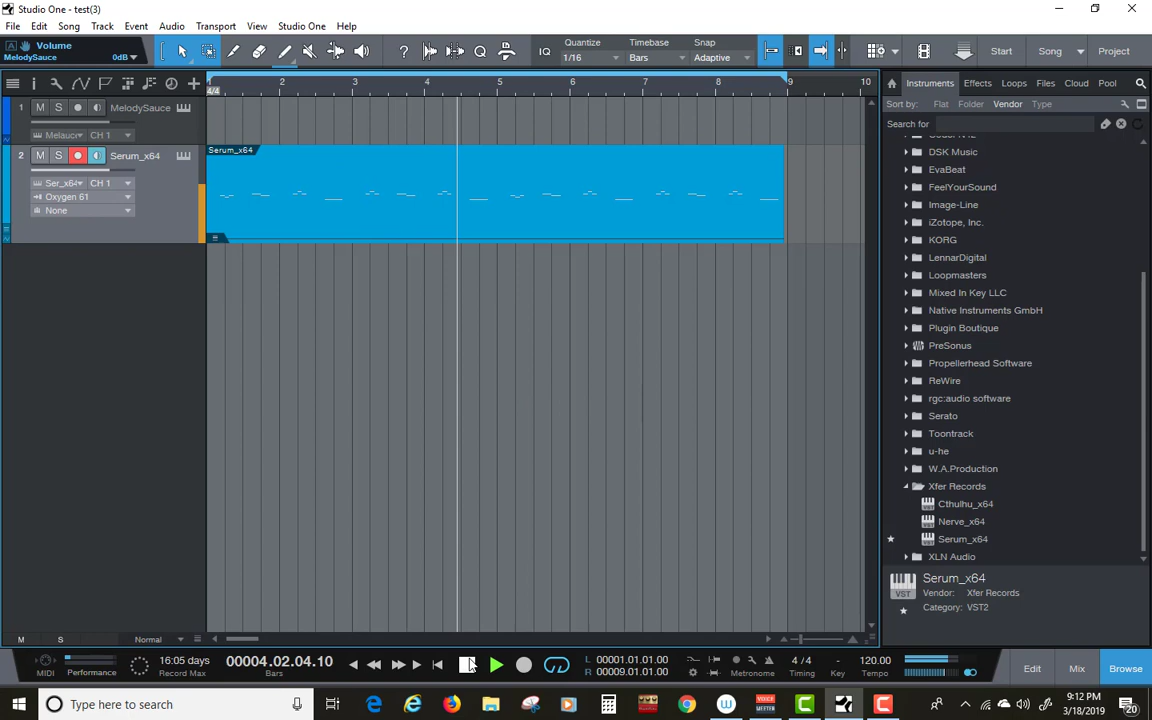 Studio One - test(3)
File Edit Song Track Event Audio Transport View Studio One Help
Volume
MelodySauce 0dB
IQ Quantize 1/16 Timebase Bars Snap Adaptive
Start Song Project
2 3 4 5 6 7 8 9 10
4/4
1 M S MelodySauce
CH 1
2 M S Serum_x64
Ser_x64 CH 1
Oxygen 61
None
Serum_x64
Instruments Effects Loops Files Cloud Pool
Sort by: Flat Folder Vendor Type
Search for
DSK Music
EvaBeat
FeelYourSound
Image-Line
iZotope, Inc.
KORG
LennarDigital
Loopmasters
Mixed In Key LLC
Native Instruments GmbH
Plugin Boutique
PreSonus
Propellerhead Software
ReWire
rgc:audio software
Serato
Toontrack
u-he
W.A.Production
Xfer Records
Cthulhu_x64
Nerve_x64
Serum_x64
XLN Audio
Serum_x64
Vendor: Xfer Records
Category: VST2
VST
M S Normal
MIDI Performance
16:05 days
Record Max
00004.02.04.10
Bars
L 00001.01.01.00
R 00009.01.01.00
Metronome
4 / 4
Timing
-
Key
120.00
Tempo
Edit Mix Browse
Type here to search
9:12 PM
3/18/2019
20